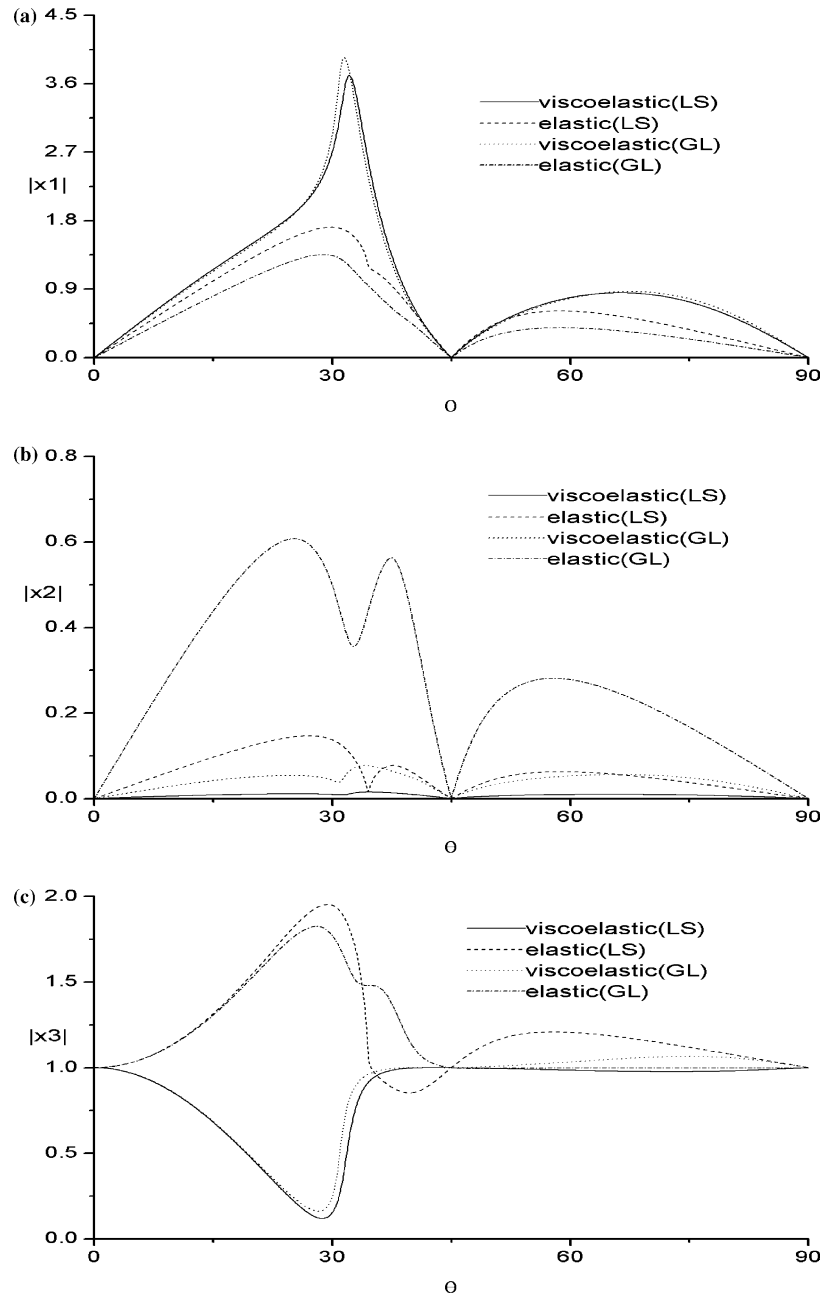 (a)
4.5
3.6
2.7
|x1|
1.8
0.9
0.0
0
30
60
90
viscoelastic(LS)
elastic(LS)
viscoelastic(GL)
elastic(GL)
Θ
(b)
0.8
0.6
|x2|
0.4
0.2
0.0
0
30
60
90
viscoelastic(LS)
elastic(LS)
viscoelastic(GL)
elastic(GL)
Θ
(c)
2.0
1.5
|x3|
1.0
0.5
0.0
0
30
60
90
viscoelastic(LS)
elastic(LS)
viscoelastic(GL)
elastic(GL)
Θ